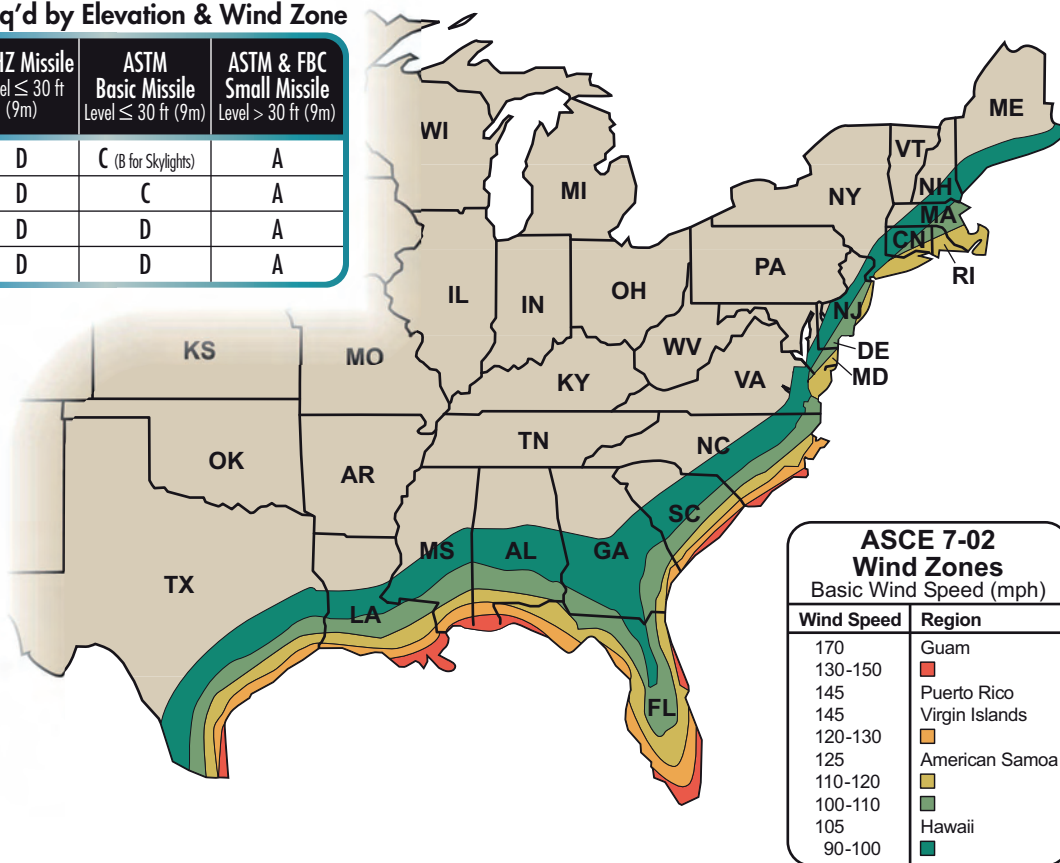 q'd by Elevation & Wind Zone
HZ Missile
el ≤ 30 ft
(9m)
ASTM
Basic Missile
Level ≤ 30 ft (9m)
ASTM & FBC
Small Missile
Level > 30 ft (9m)
D
C (B for Skylights)
A
D
C
A
D
D
A
D
D
A
WI
MI
ME
VT
NH
NY
MA
CN
RI
PA
NJ
DE
MD
IL
IN
OH
WV
VA
KS
MO
KY
TN
NC
OK
AR
SC
MS
AL
GA
TX
LA
FL
ASCE 7-02
Wind Zones
Basic Wind Speed (mph)
Wind Speed Region
170 Guam
130-150
145 Puerto Rico
145 Virgin Islands
120-130
125 American Samoa
110-120
100-110
105 Hawaii
90-100